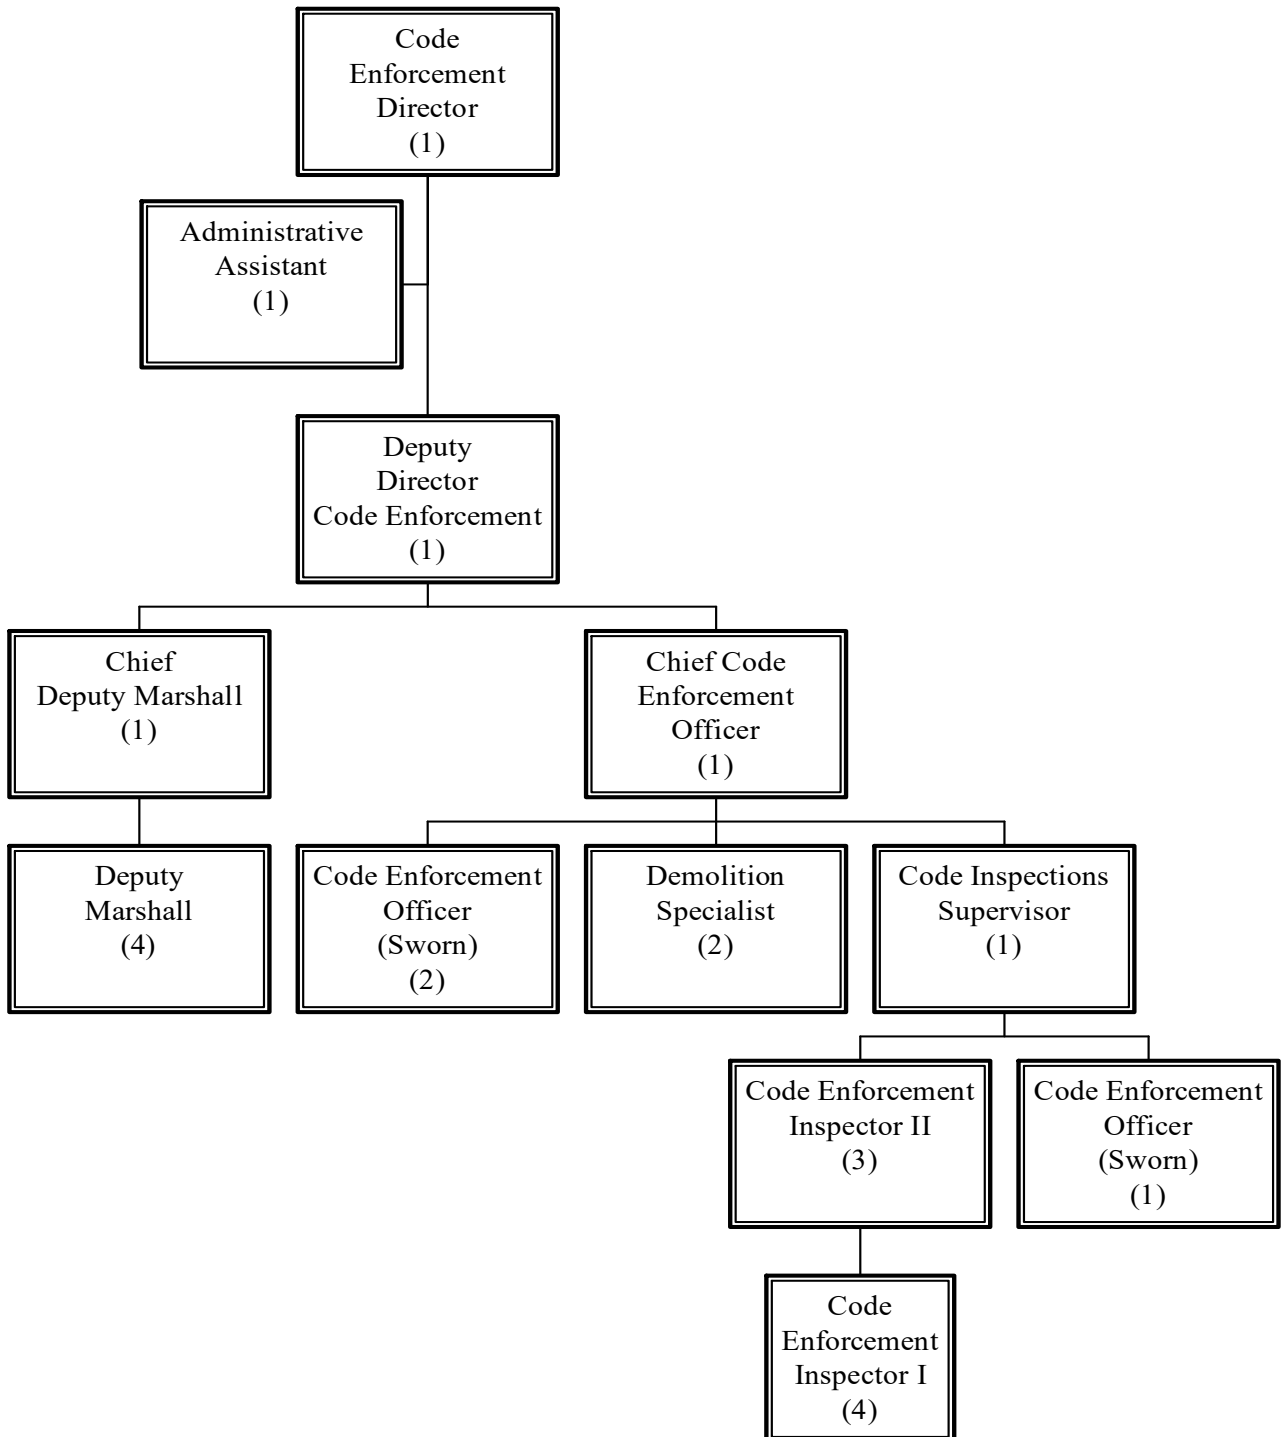 Code
Enforcement
Director
(1)
Administrative
Assistant
(1)
Deputy
Director
Code Enforcement
(1)
Chief
Deputy Marshall
(1)
Chief Code
Enforcement
Officer
(1)
Deputy
Marshall
(4)
Code Enforcement
Officer
(Sworn)
(2)
Demolition
Specialist
(2)
Code Inspections
Supervisor
(1)
Code Enforcement
Inspector II
(3)
Code Enforcement
Officer
(Sworn)
(1)
Code
Enforcement
Inspector I
(4)